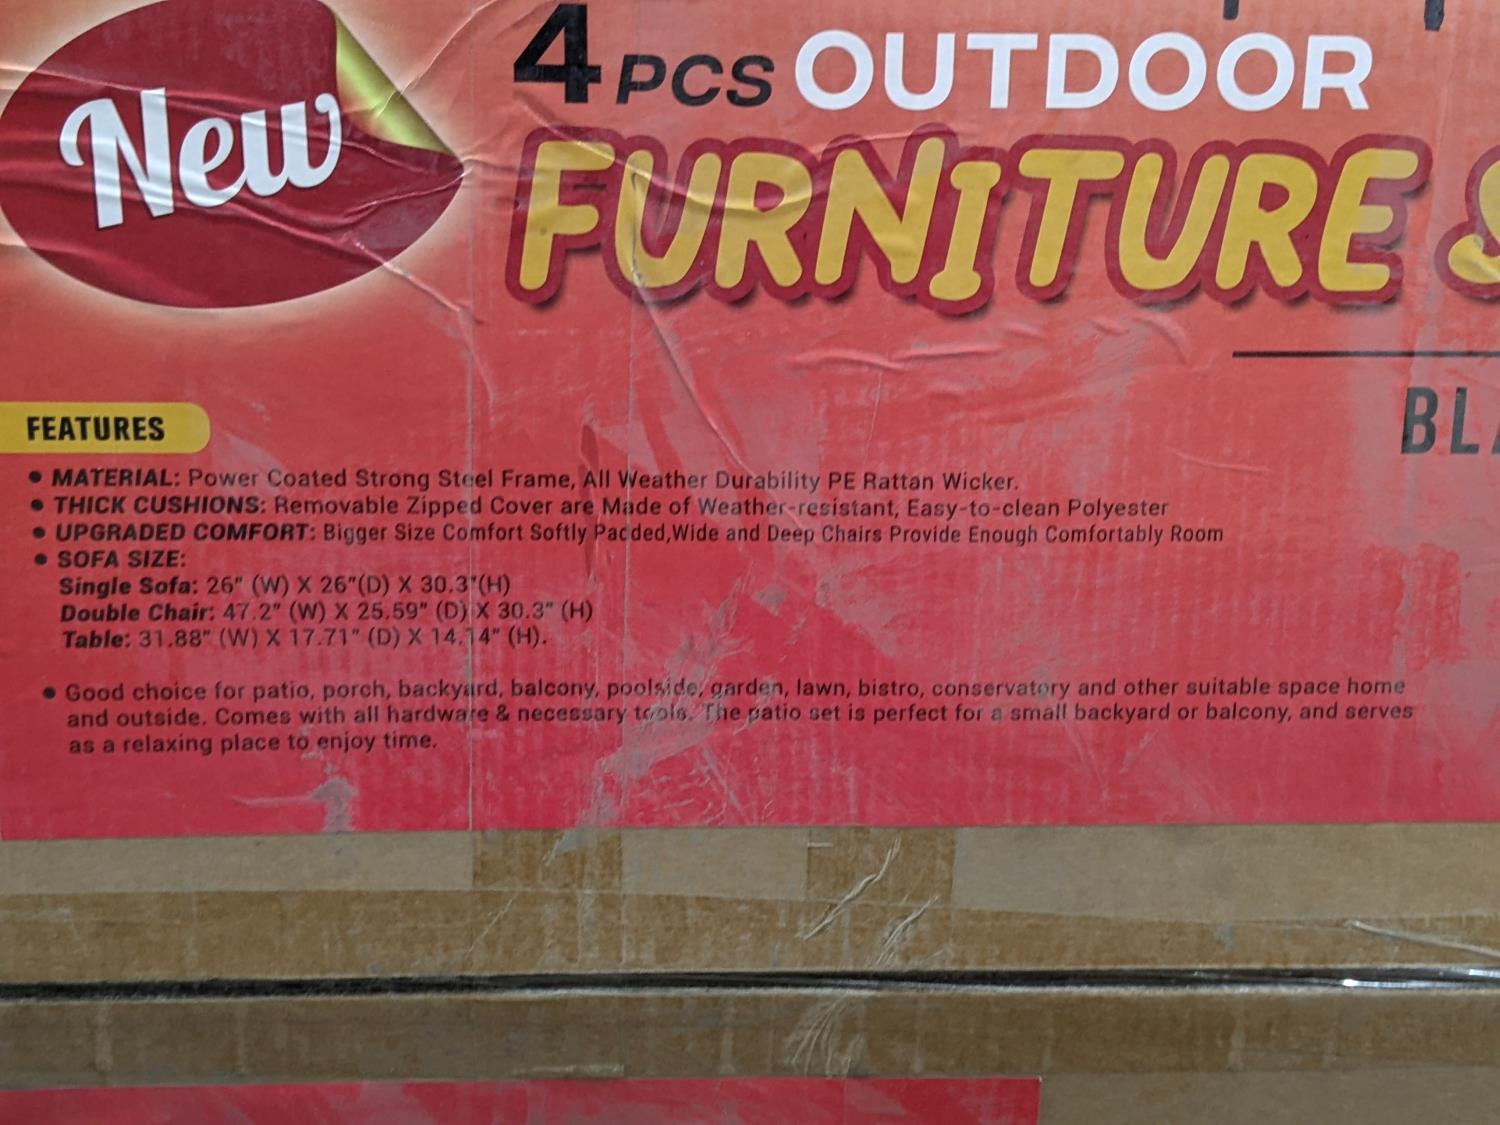 New
4 PCS OUTDOOR
FURNITURE
FEATURES
• MATERIAL: Power Coated Strong Steel Frame, All Weather Durability PE Rattan Wicker.
• THICK CUSHIONS: Removable Zipped Cover are Made of Weather-resistant, Easy-to-clean Polyester
• UPGRADED COMFORT: Bigger Size Comfort Softly Padded,Wide and Deep Chairs Provide Enough Comfortably Room
• SOFA SIZE:
Single Sofa: 26" (W) X 26"(D) X 30.3"(H)
Double Chair: 47.2" (W) X 25.59" (D) X 30.3" (H)
Table: 31.88" (W) X 17.71" (D) X 14.14" (H).
• Good choice for patio, porch, backyard, balcony, poolside, garden, lawn, bistro, conservatory and other suitable space home
and outside. Comes with all hardware & necessary tools. The patio set is perfect for a small backyard or balcony, and serves
as a relaxing place to enjoy time.